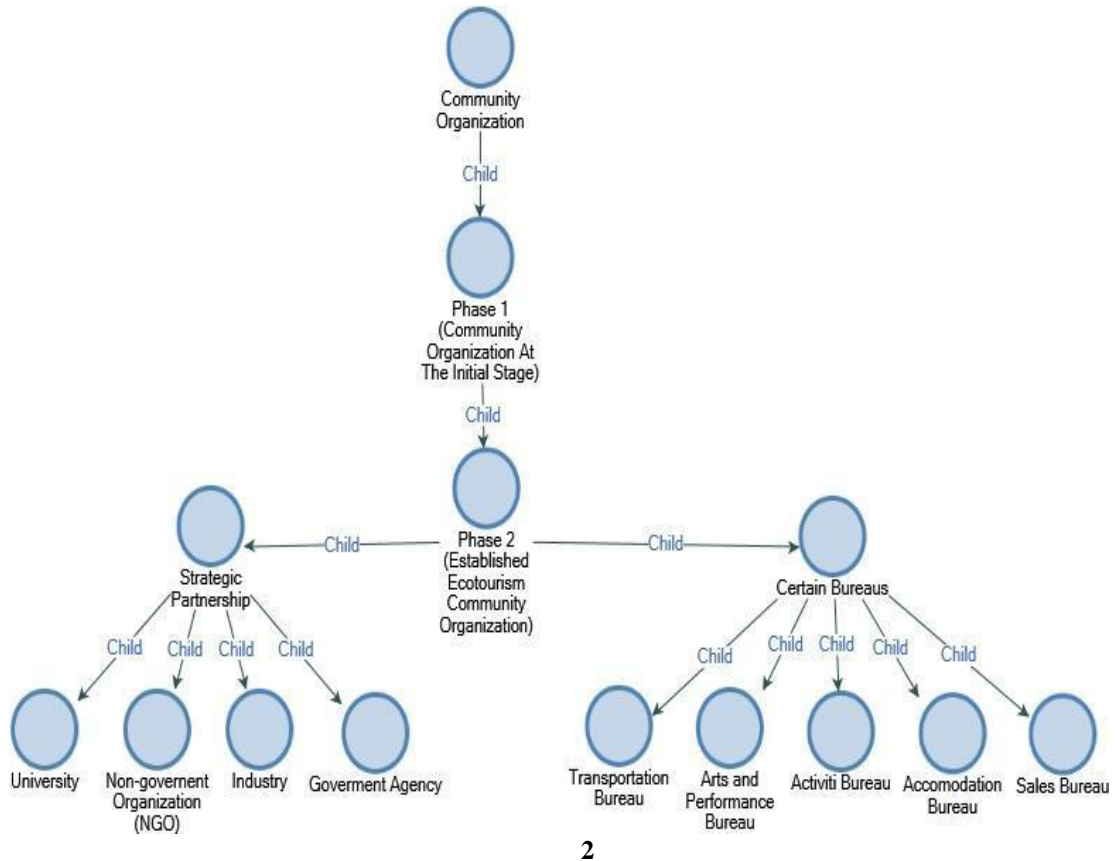 Community
Organization
Child
Phase 1
(Community
Organization At
The Initial Stage)
Child
Phase 2
(Established
Ecotourism
Community
Organization)
Child
Child
Strategic
Partnership
Certain Bureaus
Child
Child
Child
Child
Child
Child
Child
Child
Child
University
Non-governent
Organization
(NGO)
Industry
Goverment Agency
Transportation
Bureau
Arts and
Performance
Bureau
Activiti Bureau
Accomodation
Bureau
Sales Bureau
2